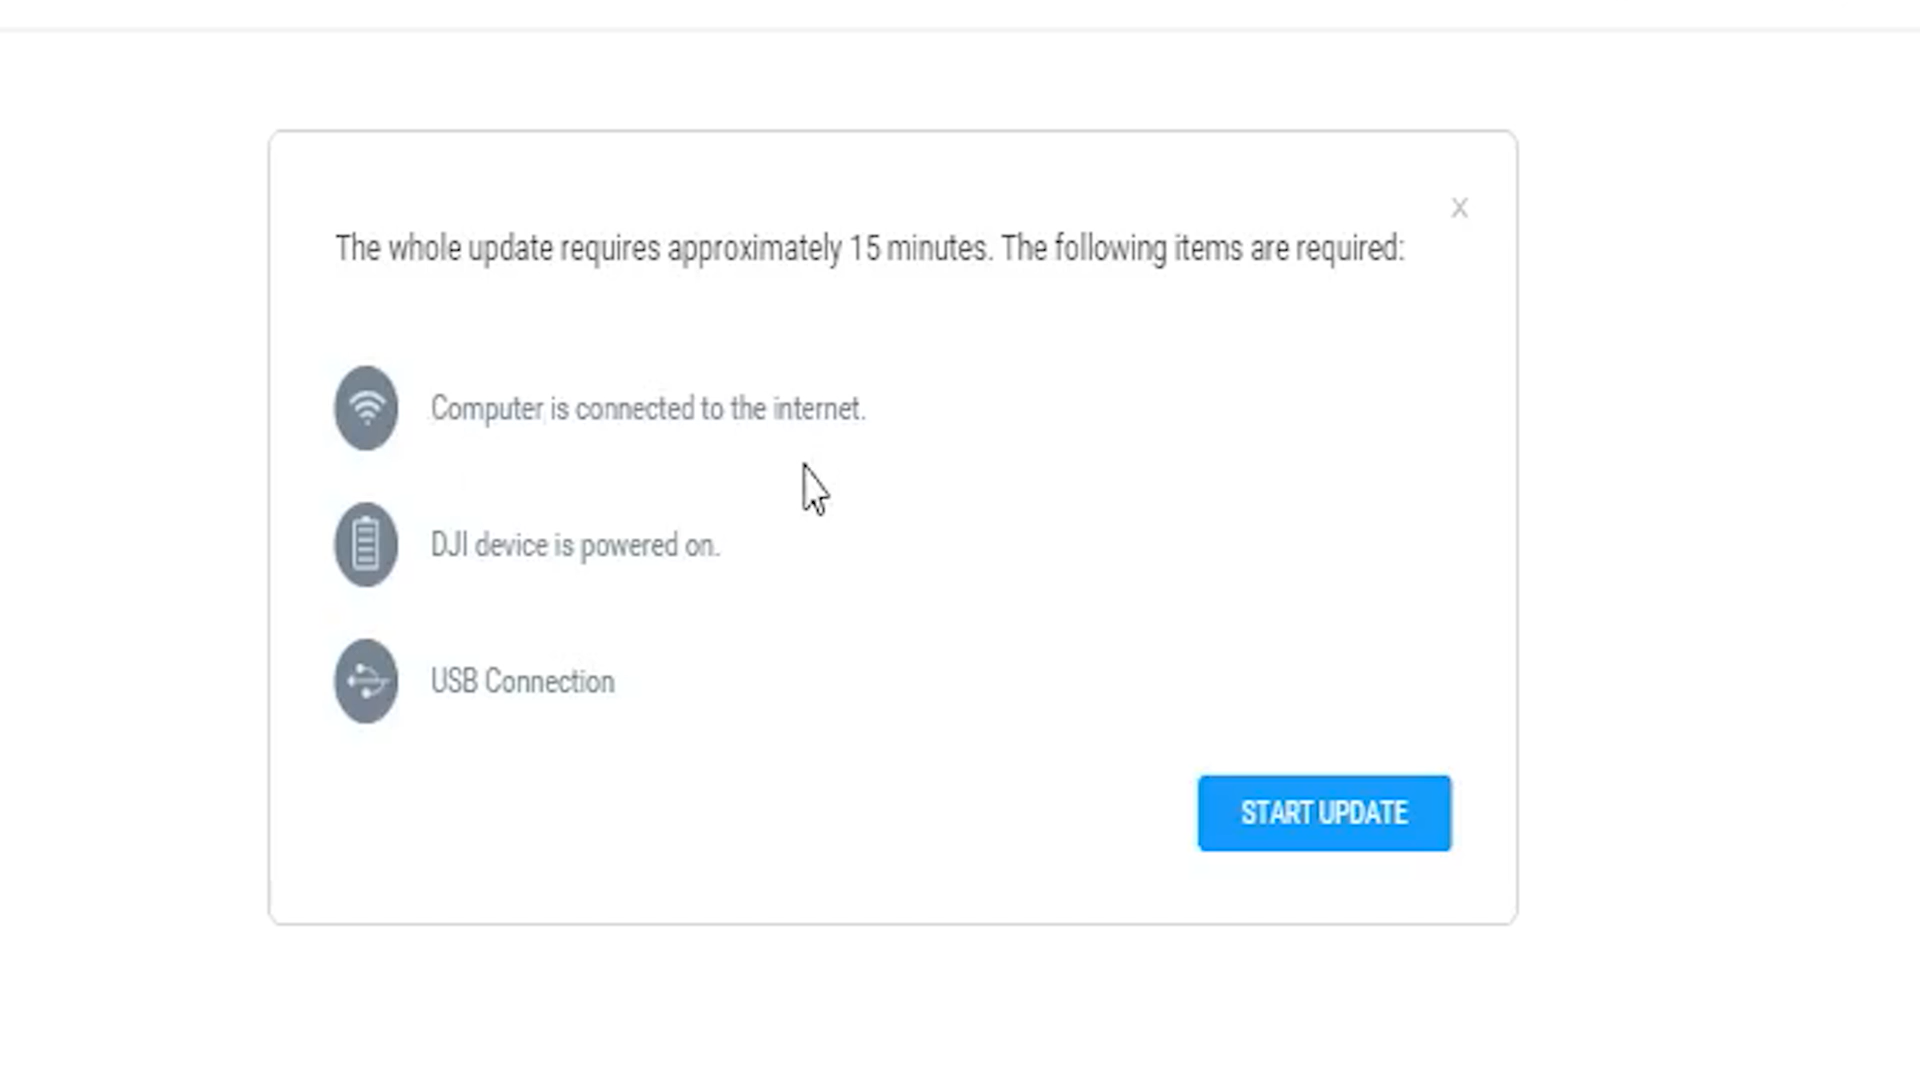 X
The whole update requires approximately 15 minutes. The following items are required:
Computer is connected to the internet.
DJI device is powered on.
USB Connection
START UPDATE